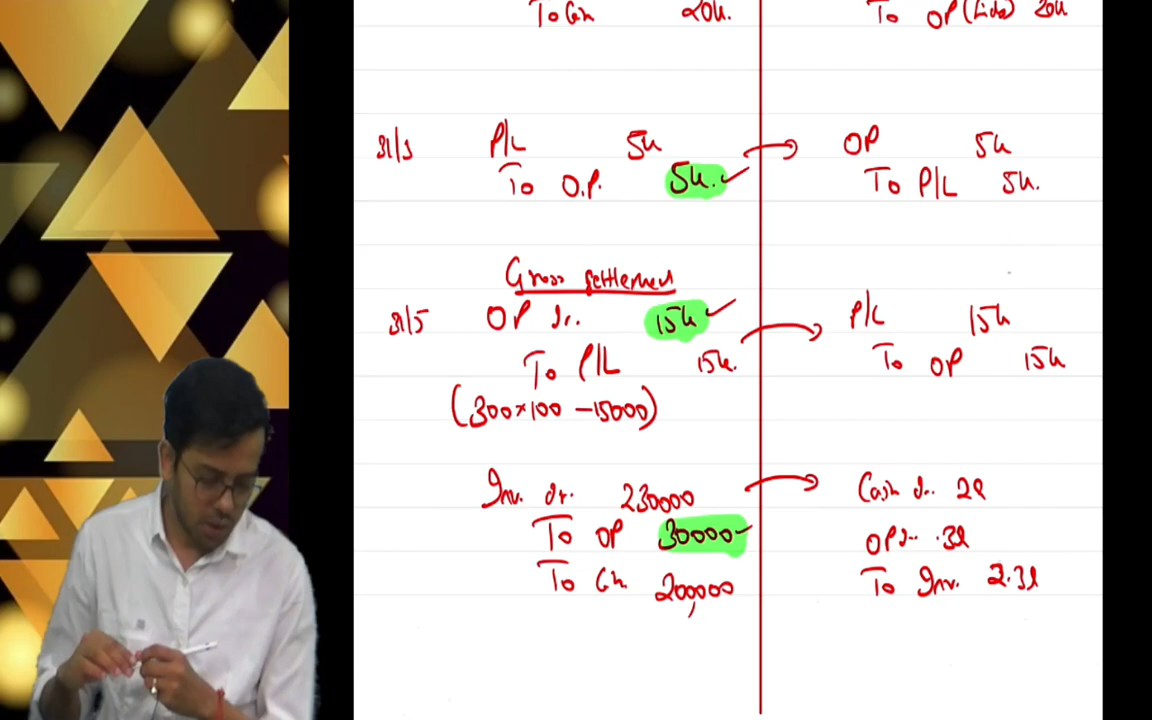 To Cash 20k. To OP (Liab) 20k
31/3 P/L 5k OP 5k
To O.P. 5k. To P/L 5k.
Gross settlement
31/5 OP dr. 15k P/L 15k
To P/L 15k. To OP 15k
(300×100 -15000)
Inv. dr. 230000 Cash dr. 2l
To OP 30000 OP dr. .3l
To Cash 200,000 To Inv. 2.3l